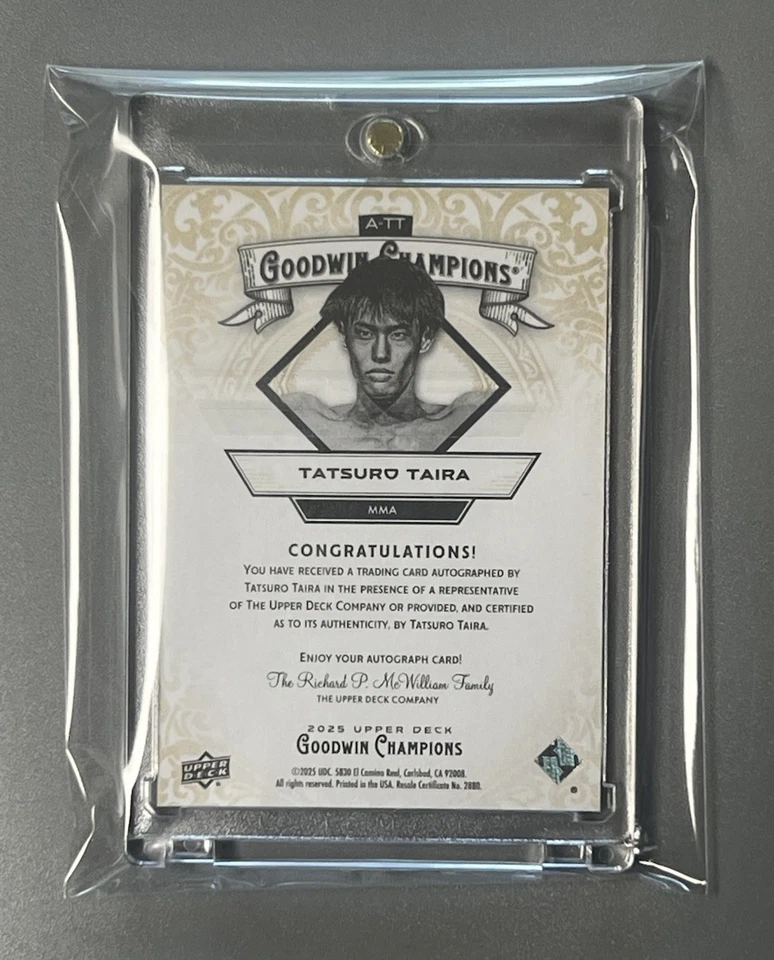 A-TT
GOODWIN CHAMPIONS®
TATSURO TAIRA
MMA
CONGRATULATIONS!
YOU HAVE RECEIVED A TRADING CARD AUTOGRAPHED BY
TATSURO TAIRA IN THE PRESENCE OF A REPRESENTATIVE
OF THE UPPER DECK COMPANY OR PROVIDED, AND CERTIFIED
AS TO ITS AUTHENTICITY, BY TATSURO TAIRA.
ENJOY YOUR AUTOGRAPH CARD!
The Richard P. McWilliam Family
THE UPPER DECK COMPANY
2025 UPPER DECK
GOODWIN CHAMPIONS
UPPER DECK®
©2025 UDC. 5830 El Camino Real, Carlsbad, CA 92008.
All rights reserved. Printed in the USA. Resale Certificate No. 2880.